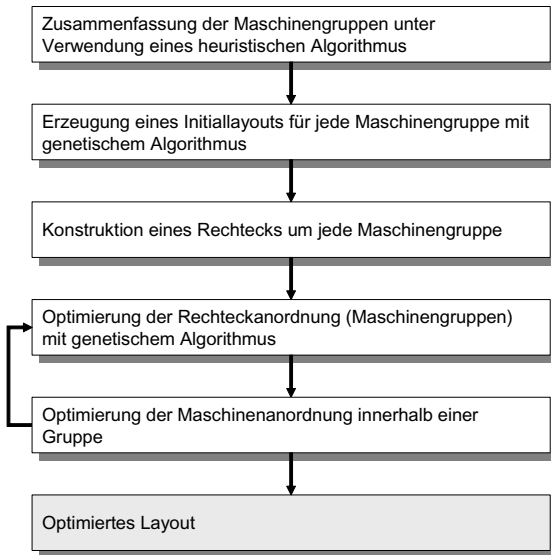 Zusammenfassung der Maschinengruppen unter
Verwendung eines heuristischen Algorithmus
Erzeugung eines Initiallayouts für jede Maschinengruppe mit
genetischem Algorithmus
Konstruktion eines Rechtecks um jede Maschinengruppe
Optimierung der Rechteckanordnung (Maschinengruppen)
mit genetischem Algorithmus
Optimierung der Maschinenanordnung innerhalb einer
Gruppe
Optimiertes Layout